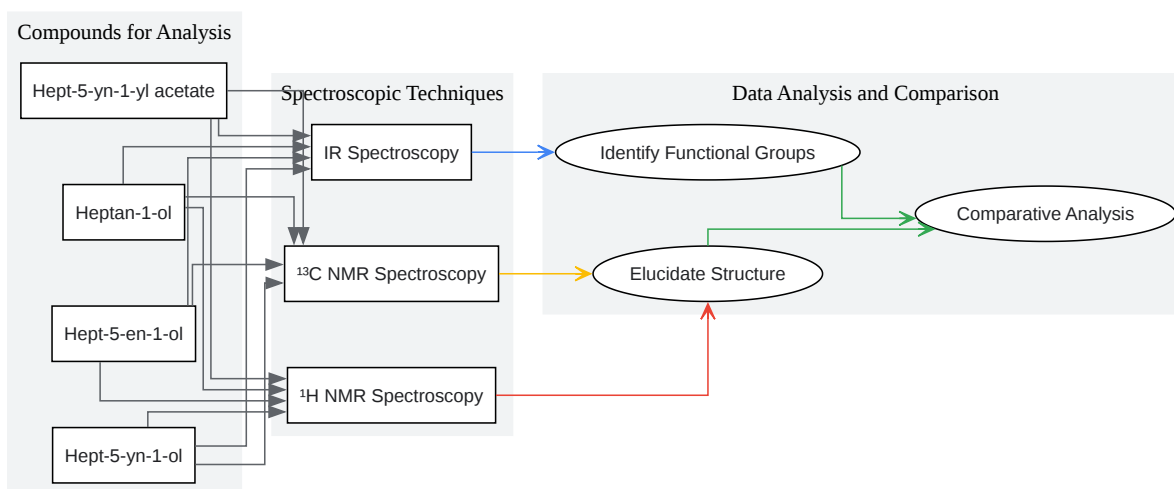 Compounds for Analysis
Hept-5-yn-1-yl acetate
Heptan-1-ol
Hept-5-en-1-ol
Hept-5-yn-1-ol
Spectroscopic Techniques
IR Spectroscopy
¹³C NMR Spectroscopy
¹H NMR Spectroscopy
Data Analysis and Comparison
Identify Functional Groups
Elucidate Structure
Comparative Analysis